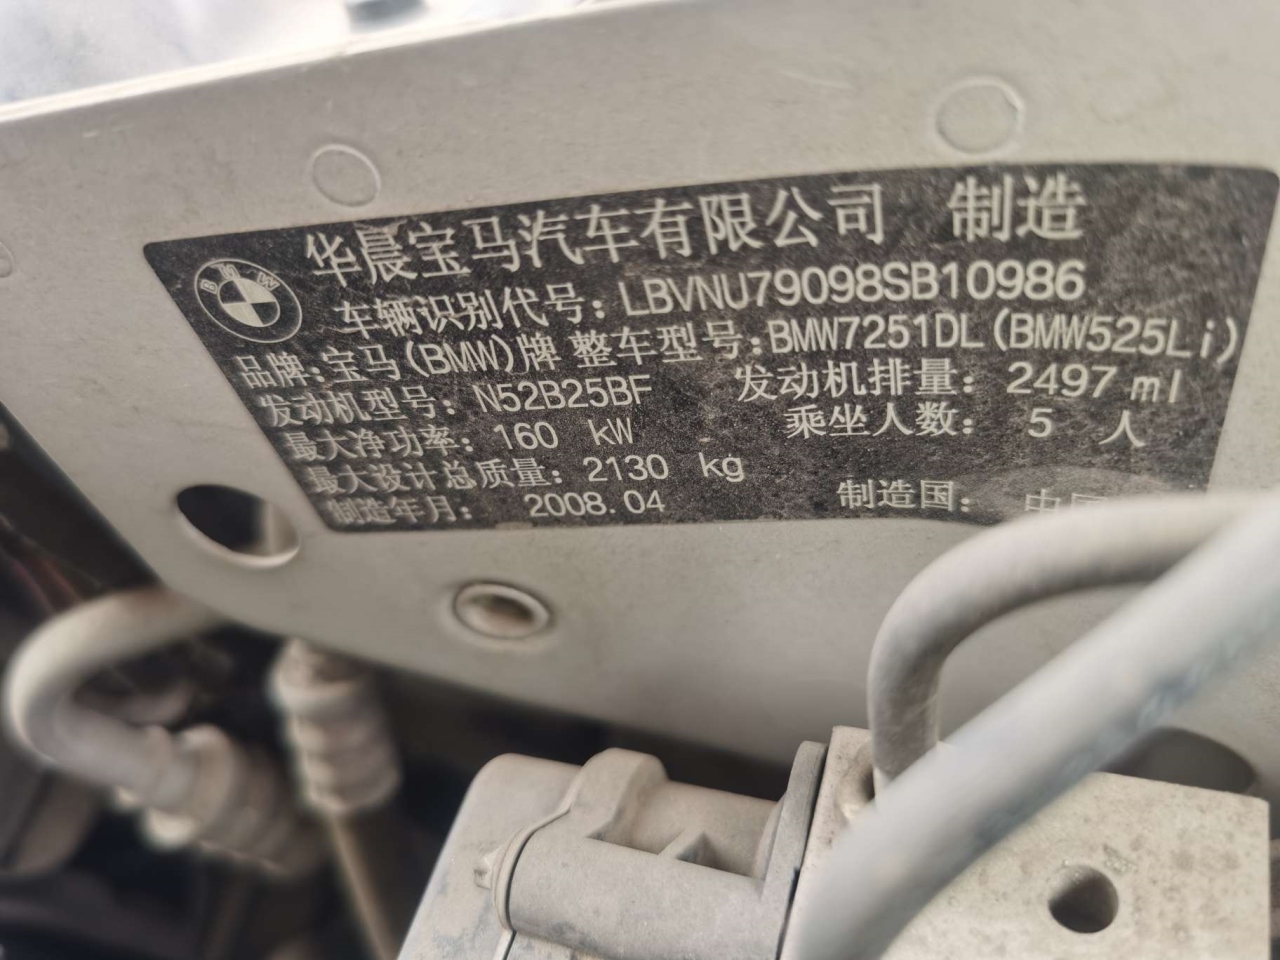 BMW
华晨宝马汽车有限公司 制造
车辆识别代号: LBVNU79098SB10986
品牌: 宝马(BMW)牌 整车型号: BMW7251DL(BMW525Li)
发动机型号: N52B25BF 发动机排量: 2497 ml
最大净功率: 160 kW 乘坐人数: 5 人
最大设计总质量: 2130 kg
制造年月: 2008.04 制造国: 中国